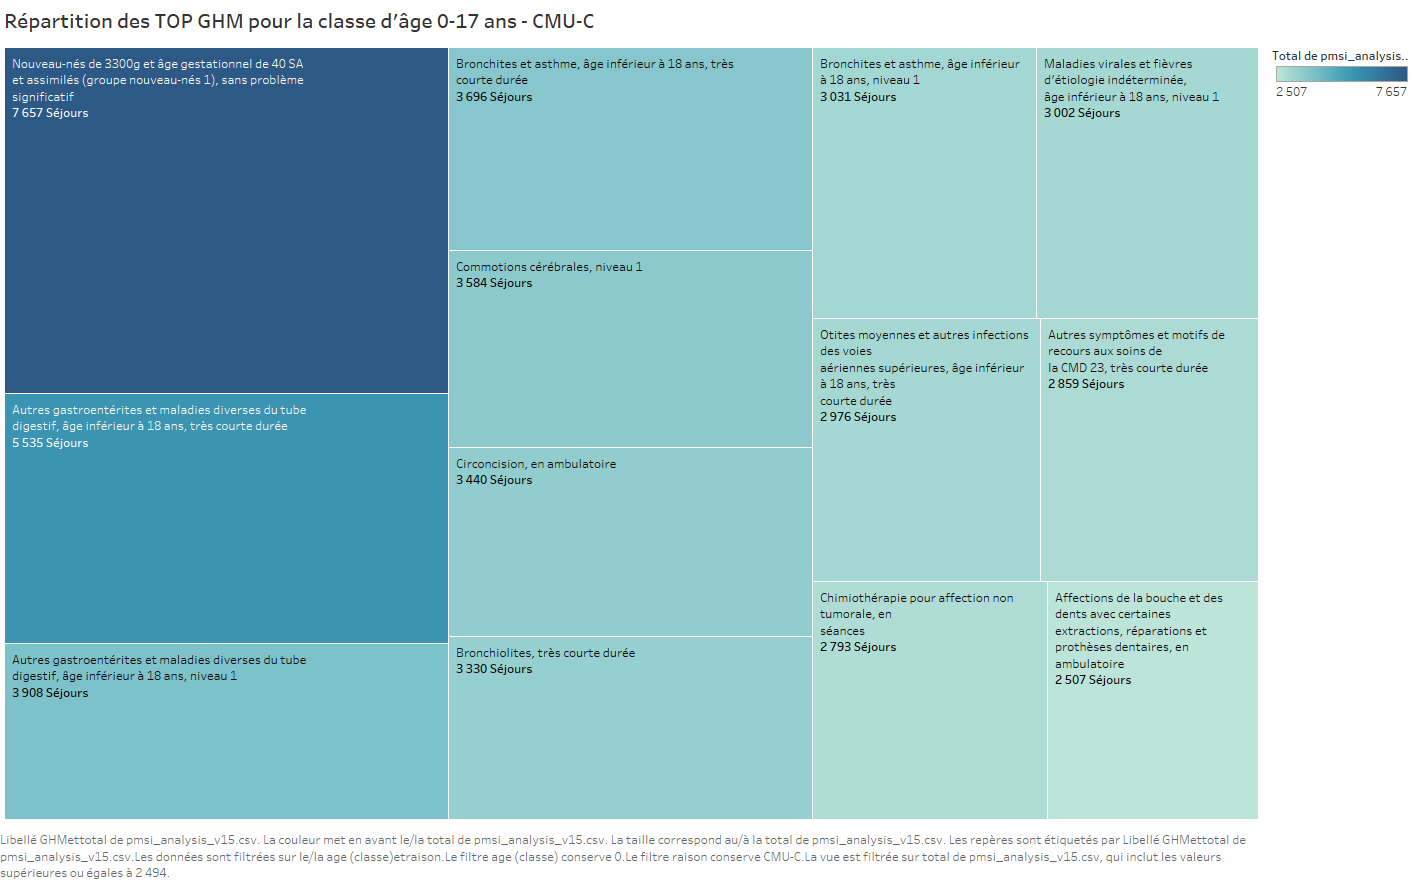 Répartition des TOP GHM pour la classe d’âge 0-17 ans - CMU-C
Nouveau-nés de 3300g et âge gestationnel de 40 SA
et assimilés (groupe nouveau-nés 1), sans problème
significatif
7 657 Séjours
Autres gastroentérites et maladies diverses du tube
digestif, âge inférieur à 18 ans, très courte durée
5 535 Séjours
Autres gastroentérites et maladies diverses du tube
digestif, âge inférieur à 18 ans, niveau 1
3 908 Séjours
Bronchites et asthme, âge inférieur à 18 ans, très
courte durée
3 696 Séjours
Commotions cérébrales, niveau 1
3 584 Séjours
Circoncision, en ambulatoire
3 440 Séjours
Bronchiolites, très courte durée
3 330 Séjours
Bronchites et asthme, âge inférieur
à 18 ans, niveau 1
3 031 Séjours
Maladies virales et fièvres
d’étiologie indéterminée,
âge inférieur à 18 ans, niveau 1
3 002 Séjours
Otites moyennes et autres infections
des voies
aériennes supérieures, âge inférieur
à 18 ans, très
courte durée
2 976 Séjours
Autres symptômes et motifs de
recours aux soins de
la CMD 23, très courte durée
2 859 Séjours
Chimiothérapie pour affection non
tumorale, en
séances
2 793 Séjours
Affections de la bouche et des
dents avec certaines
extractions, réparations et
prothèses dentaires, en
ambulatoire
2 507 Séjours
Total de pmsi_analysis..
2 507 7 657
Libellé GHMettotal de pmsi_analysis_v15.csv. La couleur met en avant le/la total de pmsi_analysis_v15.csv. La taille correspond au/à la total de pmsi_analysis_v15.csv. Les repères sont étiquetés par Libellé GHMettotal de
pmsi_analysis_v15.csv.Les données sont filtrées sur le/la age (classe)etraison.Le filtre age (classe) conserve 0.Le filtre raison conserve CMU-C.La vue est filtrée sur total de pmsi_analysis_v15.csv, qui inclut les valeurs
supérieures ou égales à 2 494.